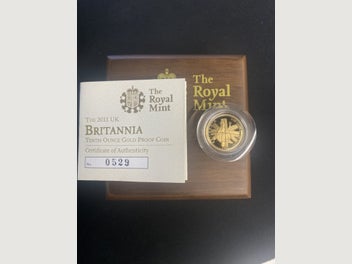 The
Royal
Mint
THE 2011 UK
BRITANNIA
TENTH-OUNCE GOLD PROOF COIN
Certificate of Authenticity
No. 0529
The
Royal
Mint